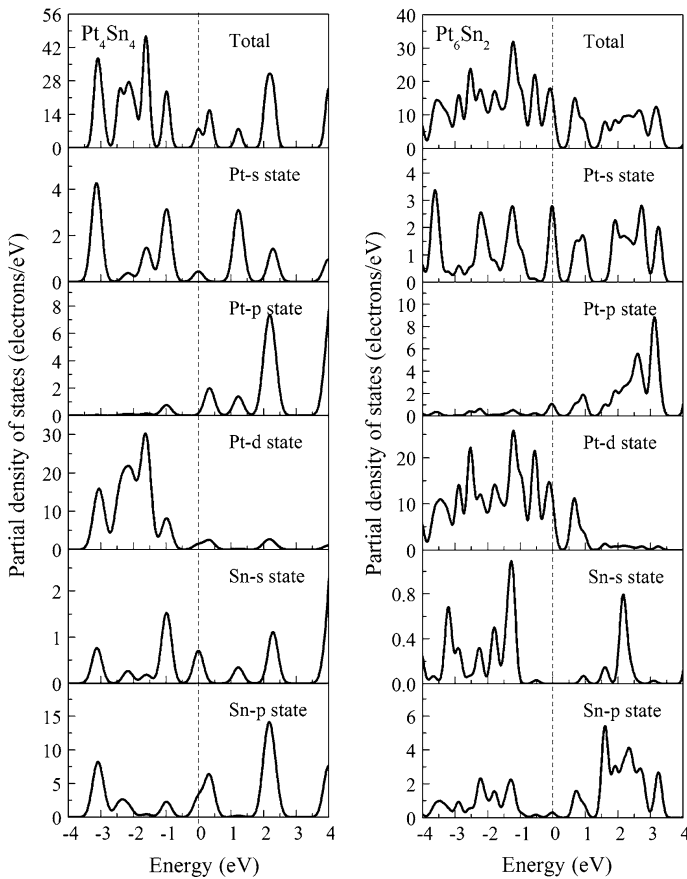 Partial density of states (electrons/eV)
Pt4Sn4
Total
56
42
28
14
0
Pt-s state
4
2
0
Pt-p state
8
6
4
2
0
Pt-d state
30
20
10
0
Sn-s state
2
1
0
Sn-p state
15
10
5
0
-4 -3 -2 -1 0 1 2 3 4
Energy (eV)
Partial density of states (electrons/eV)
Pt6Sn2
Total
40
30
20
10
0
Pt-s state
4
3
2
1
0
Pt-p state
10
8
6
4
2
0
Pt-d state
20
10
0
Sn-s state
0.8
0.4
0.0
Sn-p state
6
4
2
0
-4 -3 -2 -1 0 1 2 3 4
Energy (eV)